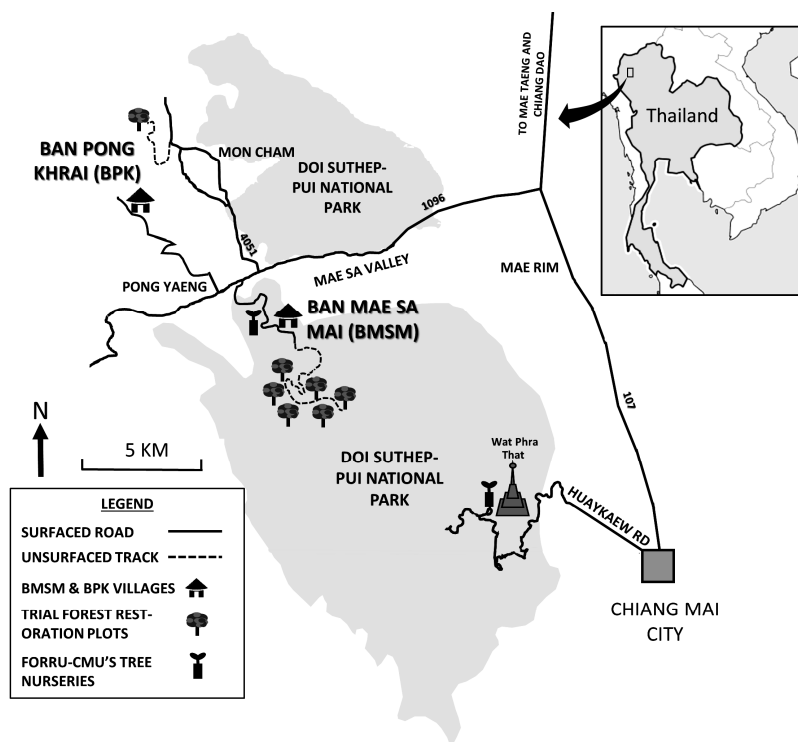 TO MAE TAENG AND
CHIANG DAO
Thailand
BAN PONG
KHRAI (BPK)
MON CHAM
DOI SUTHEP-
PUI NATIONAL
PARK
1096
4051
MAE SA VALLEY
MAE RIM
PONG YAENG
BAN MAE SA
MAI (BMSM)
107
N
5 KM
DOI SUTHEP-
PUI NATIONAL
PARK
Wat Phra
That
HUAYKAEW RD
CHIANG MAI
CITY
LEGEND
SURFACED ROAD
UNSURFACED TRACK
BMSM & BPK VILLAGES
TRIAL FOREST REST-
ORATION PLOTS
FORRU-CMU'S TREE
NURSERIES